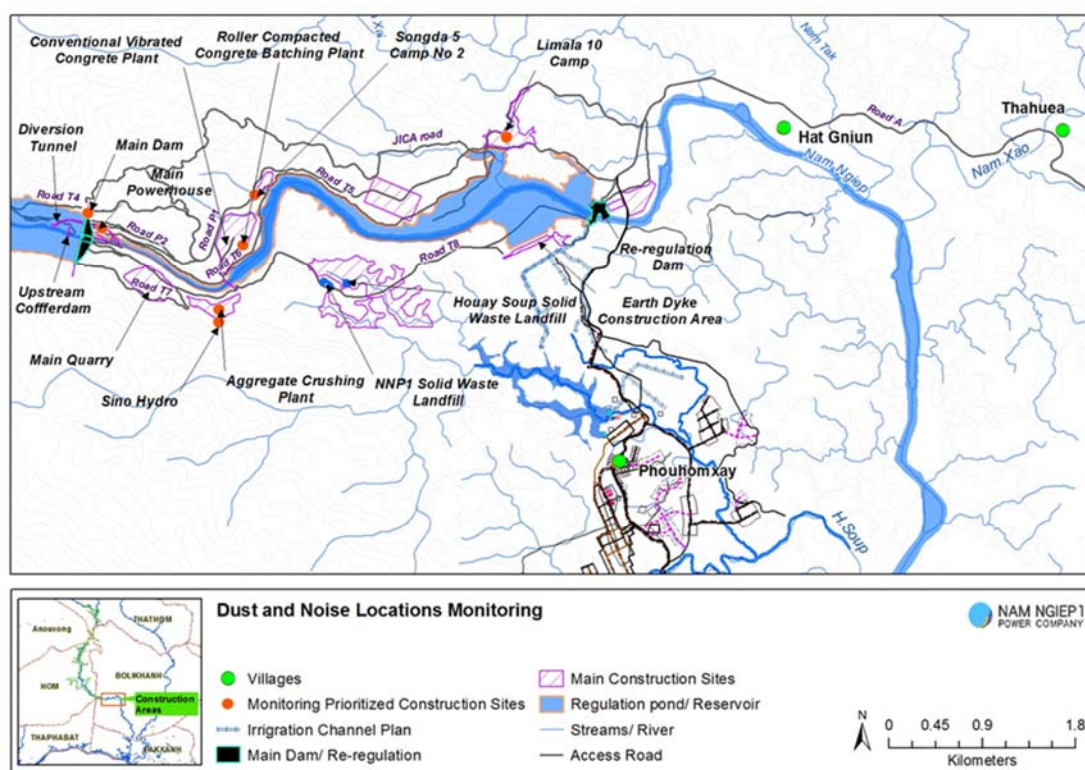 Conventional Vibrated
Concrete Plant
Roller Compacted
Congrete Batching Plant
Songda 5
Camp No 2
Limala 10
Camp
Nam Tak
Thahuea
Diversion
Tunnel
Main Dam
JICA road
Road A
Hat Gniun
Main
Powerhouse
Nam Ngiep
Nam Xao
Road T4
Road T5
Road P1
Road P2
Road T6
Road T8
Road T7
Re-regulation
Dam
Upstream
Coffferdam
Houay Soup Solid
Waste Landfill
Earth Dyke
Construction Area
Main Quarry
Sino Hydro
Aggregate Crushing
Plant
NNP1 Solid Waste
Landfill
Phouhomxay
H.Soup
Dust and Noise Locations Monitoring
NAM NGIEP1
POWER COMPANY
Anouvong
THATHOM
BOLIKHANH
HOM
Construction
Areas
THAPHABAT
PAKXANH
Villages
Monitoring Prioritized Construction Sites
Irrigration Channel Plan
Main Dam/ Re-regulation
Main Construction Sites
Regulation pond/ Reservoir
Streams/ River
Access Road
N
0 0.45 0.9 1.8
Kilometers